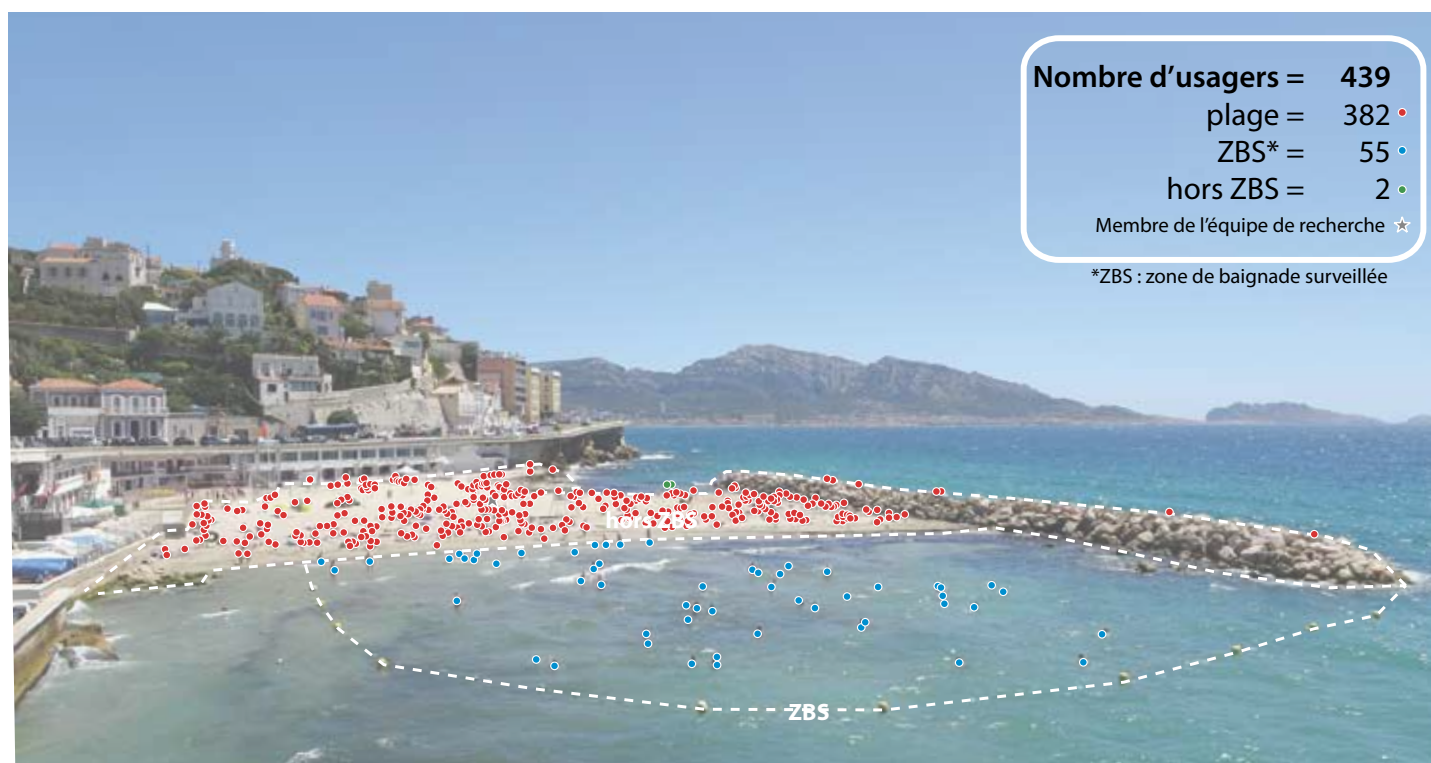 Nombre d’usagers = 439
plage = 382
ZBS* = 55
hors ZBS = 2
Membre de l’équipe de recherche
*ZBS : zone de baignade surveillée
hors ZBS
ZBS